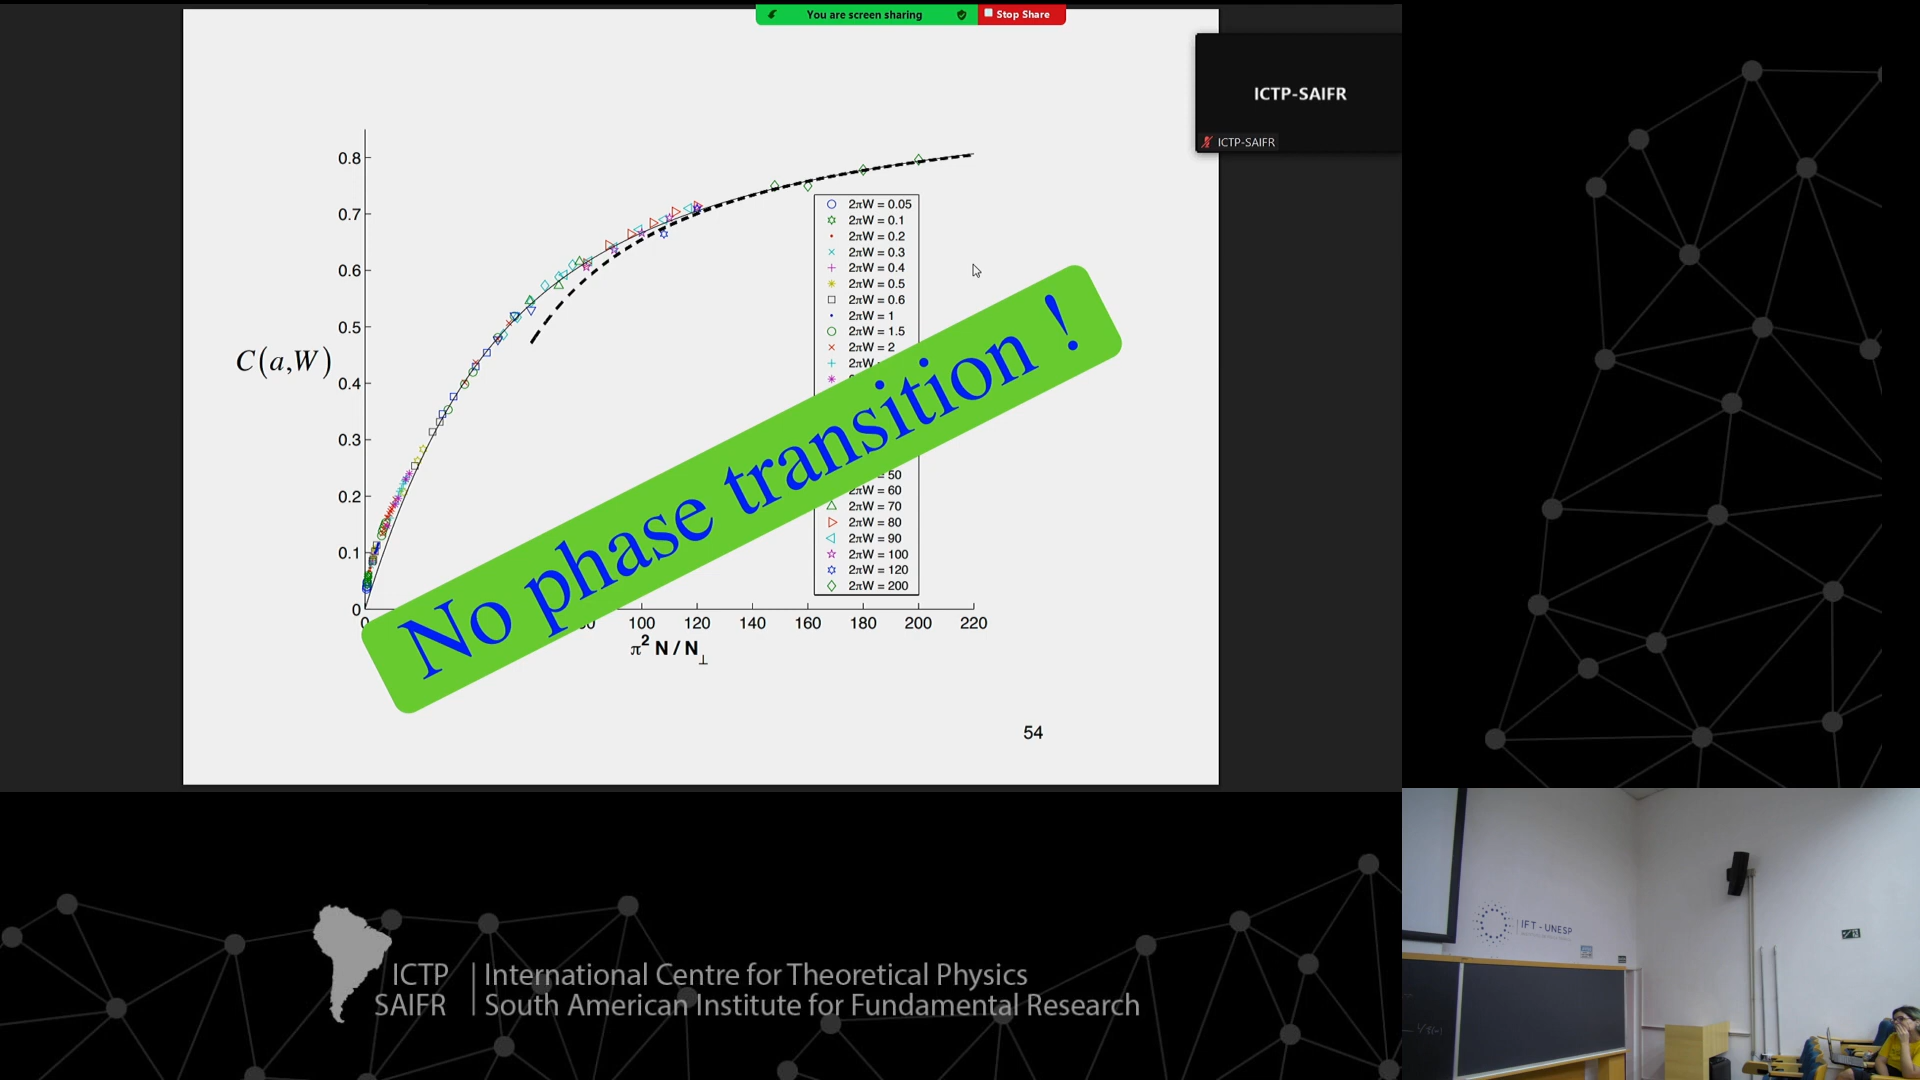 You are screen sharing
Stop Share
ICTP-SAIFR
ICTP-SAIFR
0.8
0.7
0.6
0.5
0.4
0.3
0.2
0.1
0
C(a,W)
2πW = 0.05
2πW = 0.1
2πW = 0.2
2πW = 0.3
2πW = 0.4
2πW = 0.5
2πW = 0.6
2πW = 1
2πW = 1.5
2πW = 2
2πW
= 50
2πW = 60
2πW = 70
2πW = 80
2πW = 90
2πW = 100
2πW = 120
2πW = 200
No phase transition !
100 120 140 160 180 200 220
π² N / N⊥
54
IFT - UNESP
ICTP | International Centre for Theoretical Physics
SAIFR | South American Institute for Fundamental Research